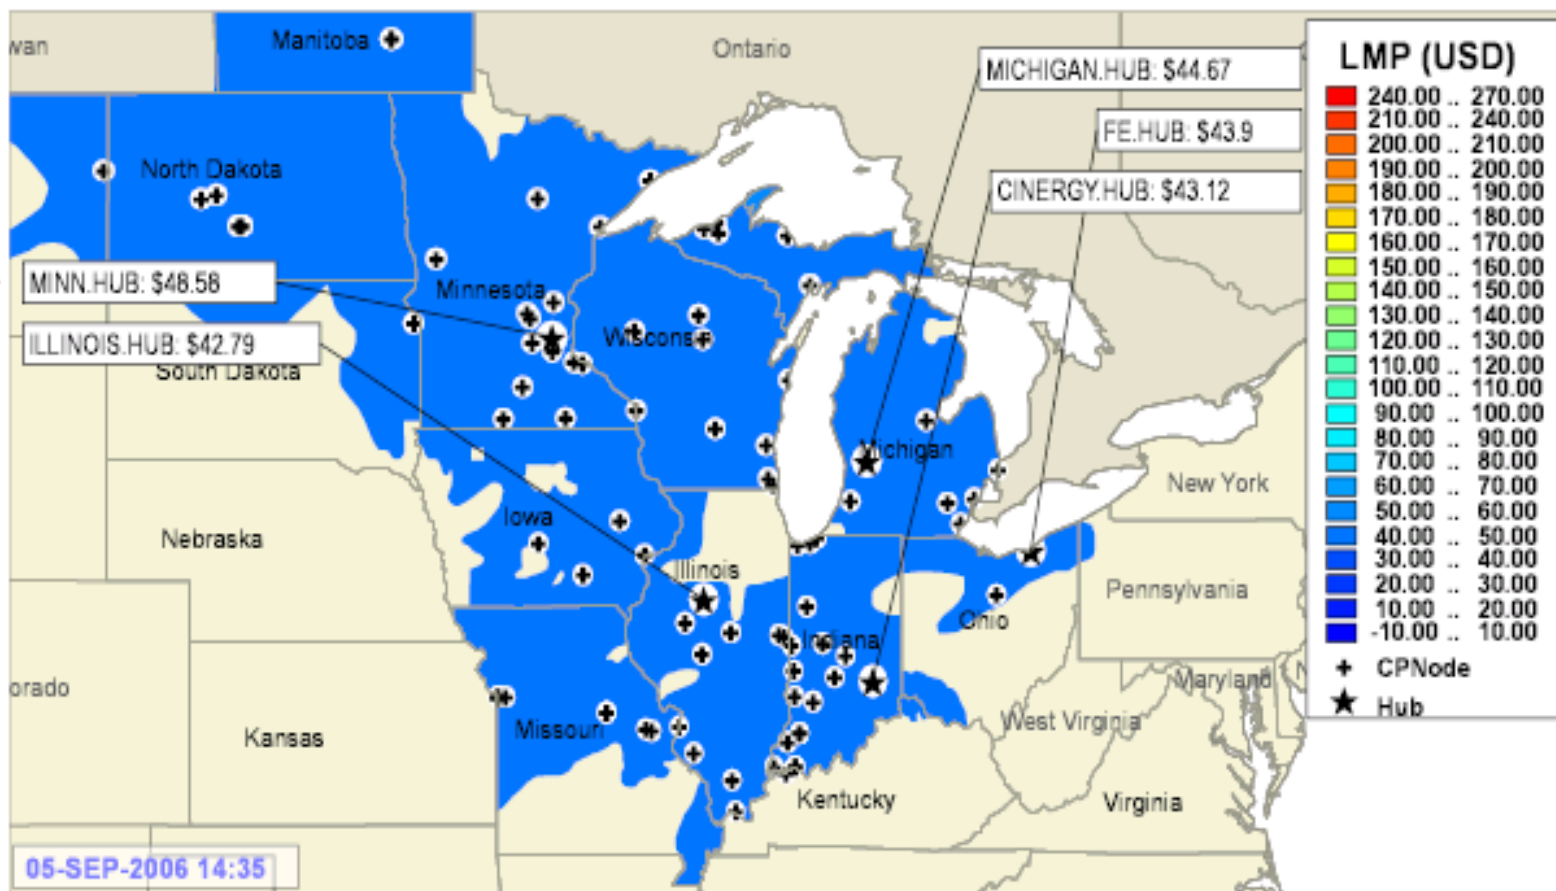 wan
Manitoba
Ontario
LMP (USD)
MICHIGAN.HUB: $44.67
240.00 .. 270.00
210.00 .. 240.00
FE.HUB: $43.9
200.00 .. 210.00
North Dakota
190.00 .. 200.00
CINERGY.HUB: $43.12
180.00 .. 190.00
170.00 .. 180.00
160.00 .. 170.00
150.00 .. 160.00
MINN.HUB: $48.58
Minnesota
140.00 .. 150.00
130.00 .. 140.00
ILLINOIS.HUB: $42.79
Wisconsin
120.00 .. 130.00
South Dakota
110.00 .. 120.00
100.00 .. 110.00
90.00 .. 100.00
80.00 .. 90.00
Michigan
70.00 .. 80.00
New York
60.00 .. 70.00
Iowa
50.00 .. 60.00
Nebraska
40.00 .. 50.00
30.00 .. 40.00
Illinois
20.00 .. 30.00
Pennsylvania
10.00 .. 20.00
Ohio
-10.00 .. 10.00
Indiana
CPNode
orado
Maryland
N
Hub
West Virginia
Missouri
Kansas
Kentucky
Virginia
05-SEP-2006 14:35